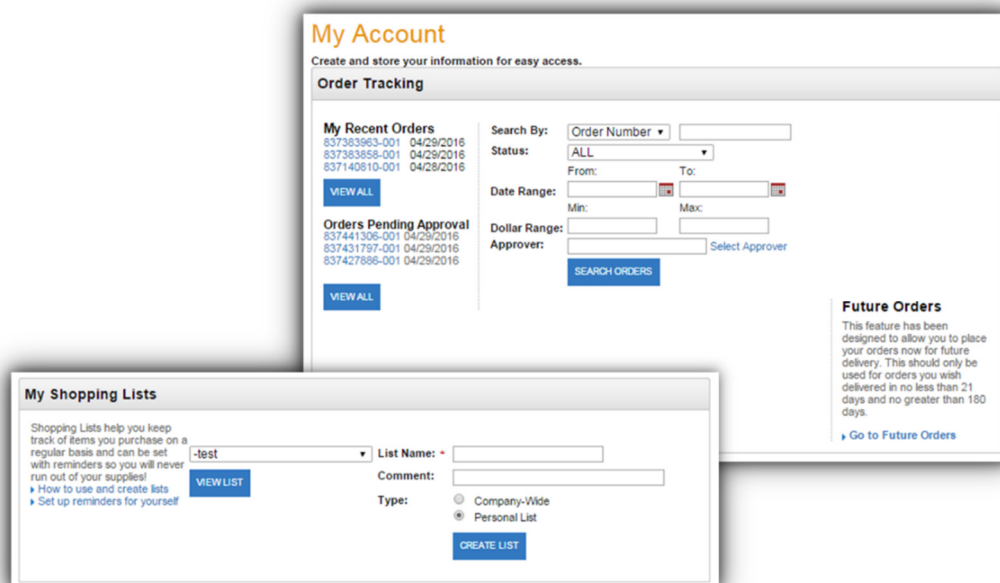 My Account
Create and store your information for easy access.
Order Tracking
My Recent Orders
837383963-001 04/29/2016
837383858-001 04/29/2016
837140810-001 04/28/2016
VIEW ALL
Orders Pending Approval
837441306-001 04/29/2016
837431797-001 04/29/2016
837427886-001 04/29/2016
VIEW ALL
Search By: Order Number
Status: ALL
From: To:
Date Range:
Min: Max:
Dollar Range:
Approver: Select Approver
SEARCH ORDERS
Future Orders
This feature has been
designed to allow you to place
your orders now for future
delivery. This should only be
used for orders you wish
delivered in no less than 21
days and no greater than 180
days.
Go to Future Orders
My Shopping Lists
Shopping Lists help you keep
track of items you purchase on a
regular basis and can be set
with reminders so you will never
run out of your supplies!
How to use and create lists
Set up reminders for yourself
-test
VIEW LIST
List Name: *
Comment:
Type: Company-Wide
Personal List
CREATE LIST